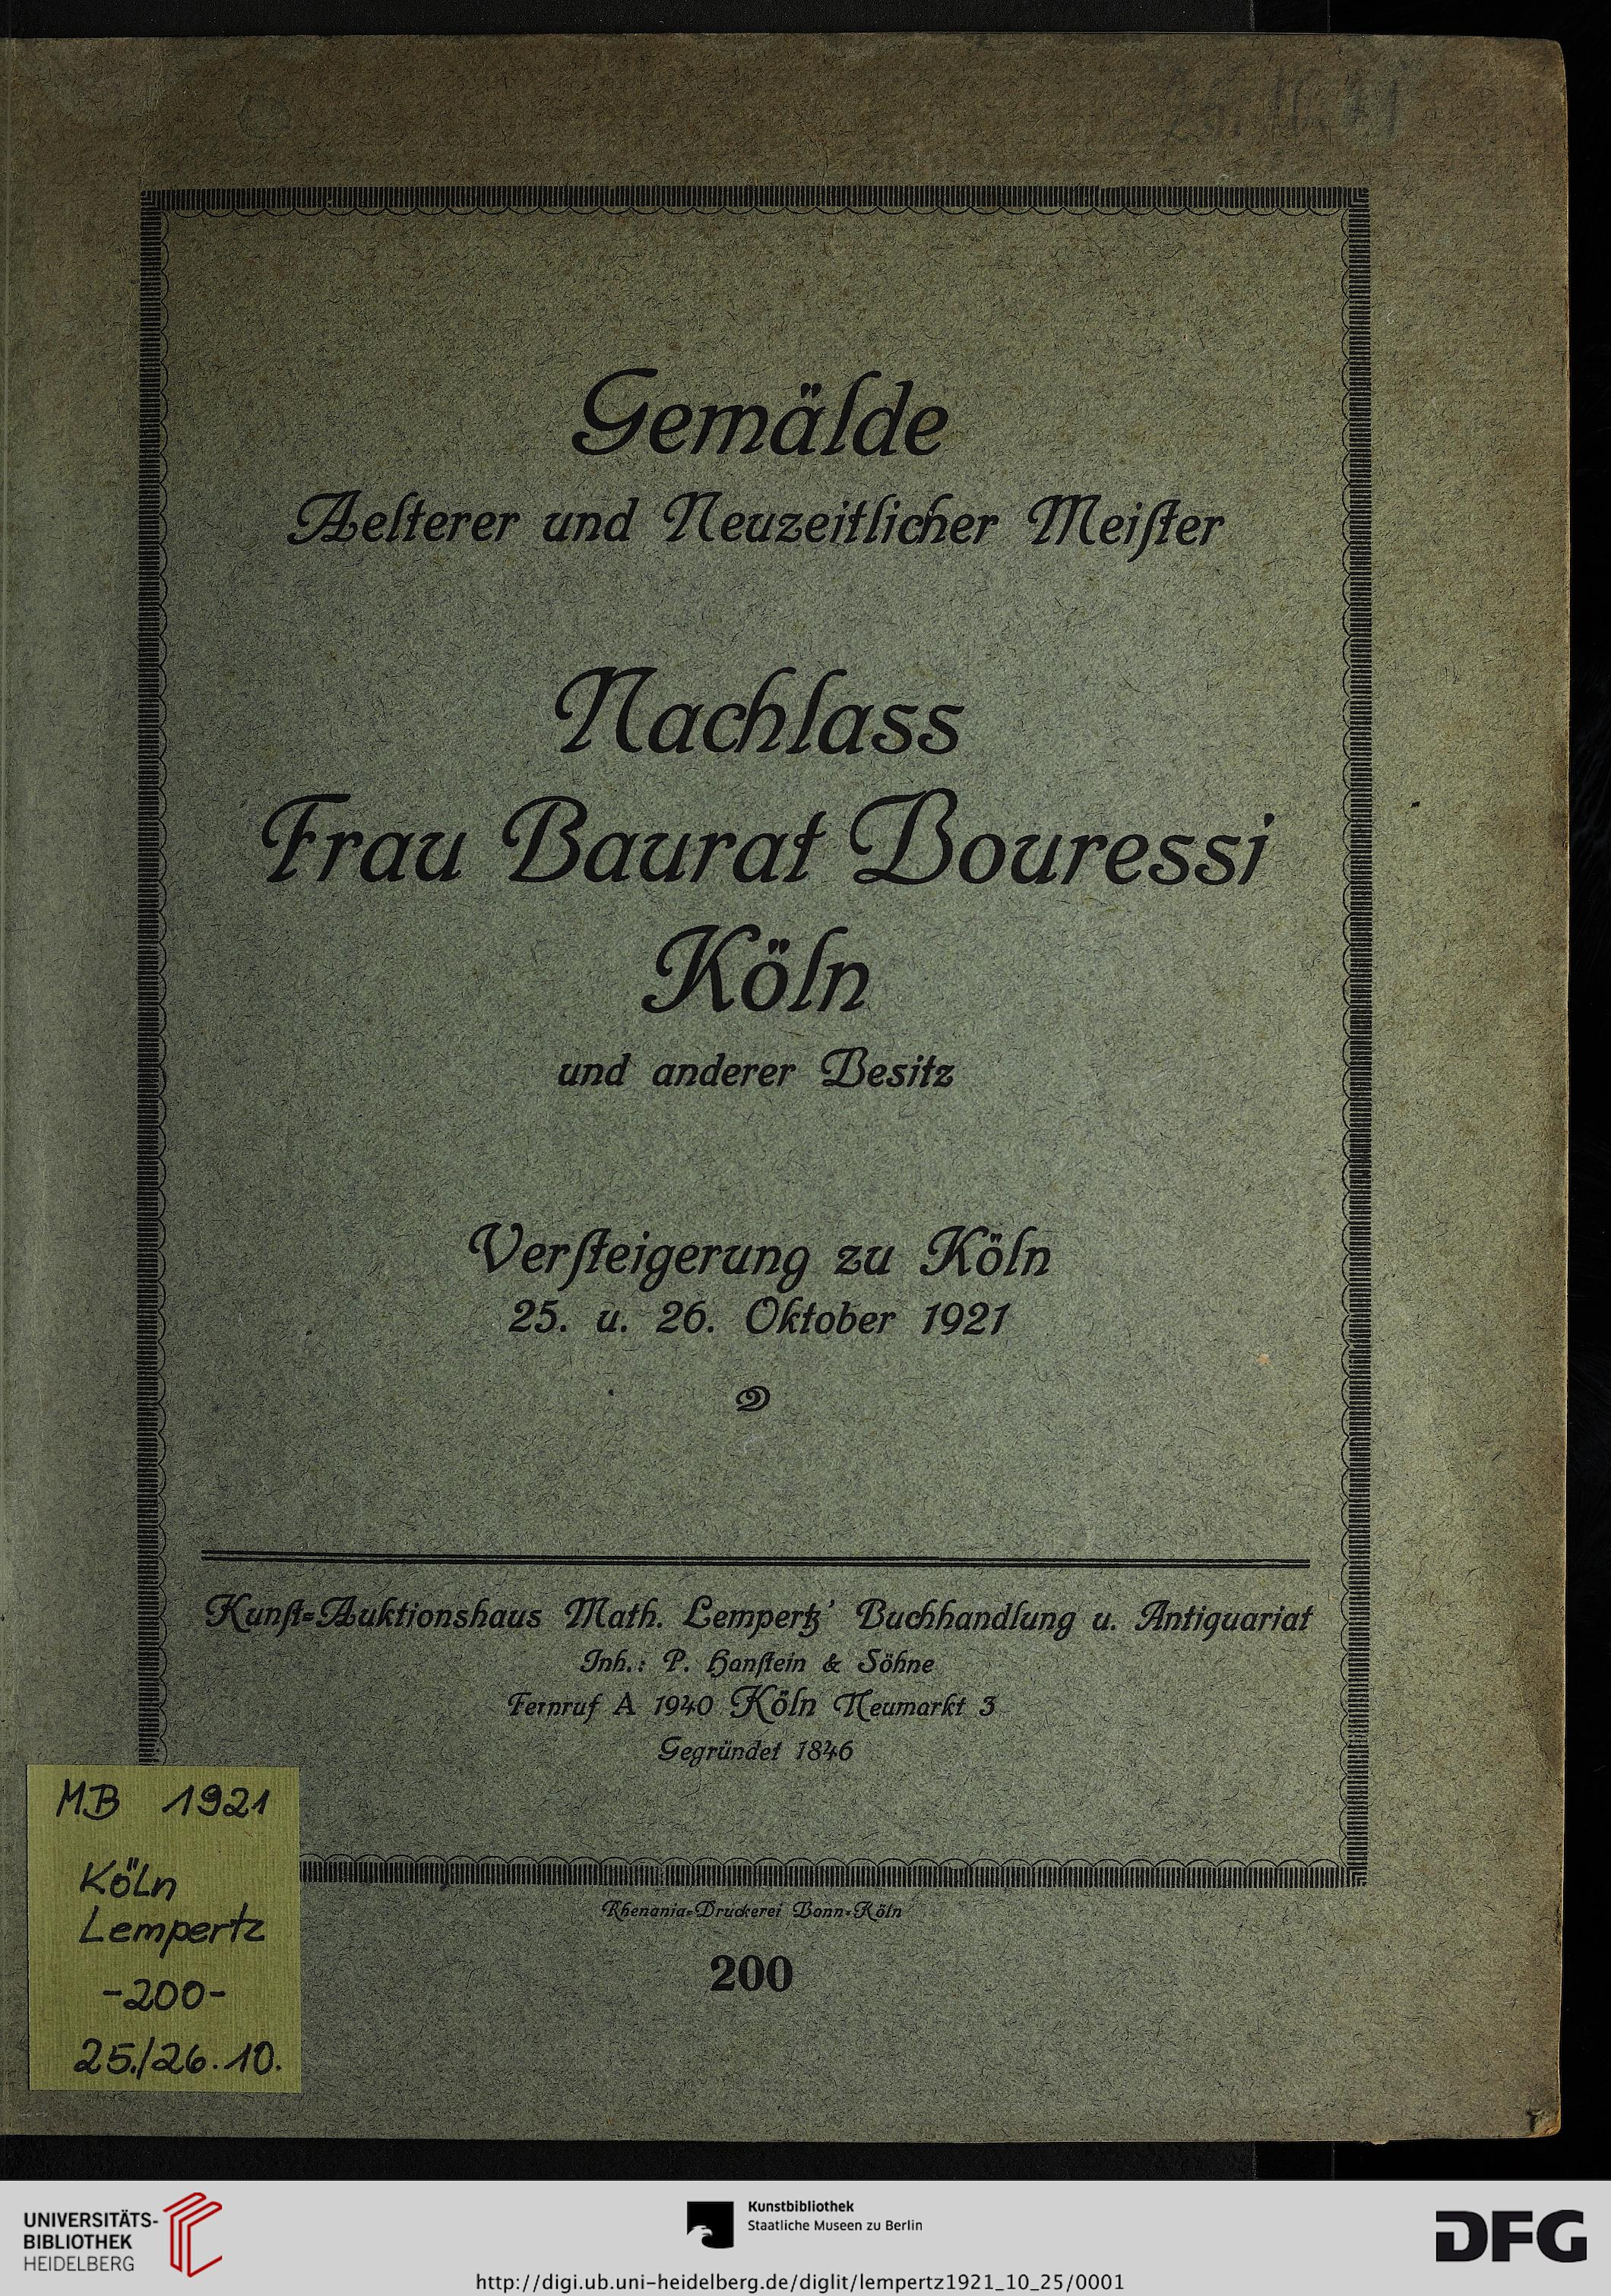 Gemälde
Aelterer und Neuzeitlicher Meiſter
Nachlass
Frau Baurat Bouressi
Köln
und anderer Besitz
Verſteigerung zu Köln
25. u. 26. Oktober 1921
Kunſt-Auktionshaus Math. Lempertz' Buchhandlung u. Antiquariat
Inh.: P. Hanſtein & Söhne
Fernruf A 1940 Köln Neumarkt 3
Gegründet 1846
Rhenania-Druckerei Bonn-Köln
200
MB 1921
Köln
Lempertz
-200-
25./26.10.
UNIVERSITÄTS-
BIBLIOTHEK
HEIDELBERG
Kunstbibliothek
Staatliche Museen zu Berlin
DFG
http://digi.ub.uni-heidelberg.de/diglit/lempertz1921_10_25/0001